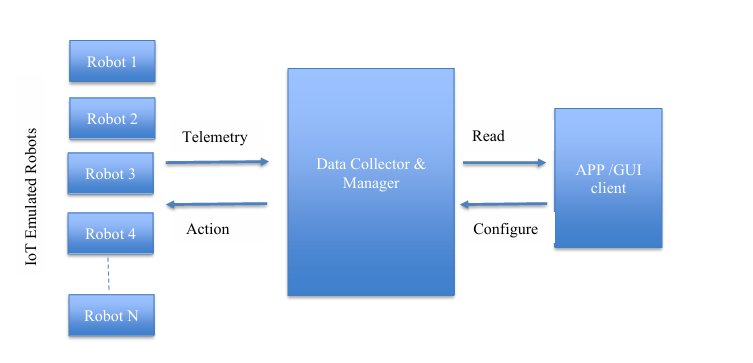 IoT Emulated Robots
Robot 1
Robot 2
Robot 3
Robot 4
Robot N
Telemetry
Action
Data Collector &
Manager
Read
Configure
APP /GUI
client